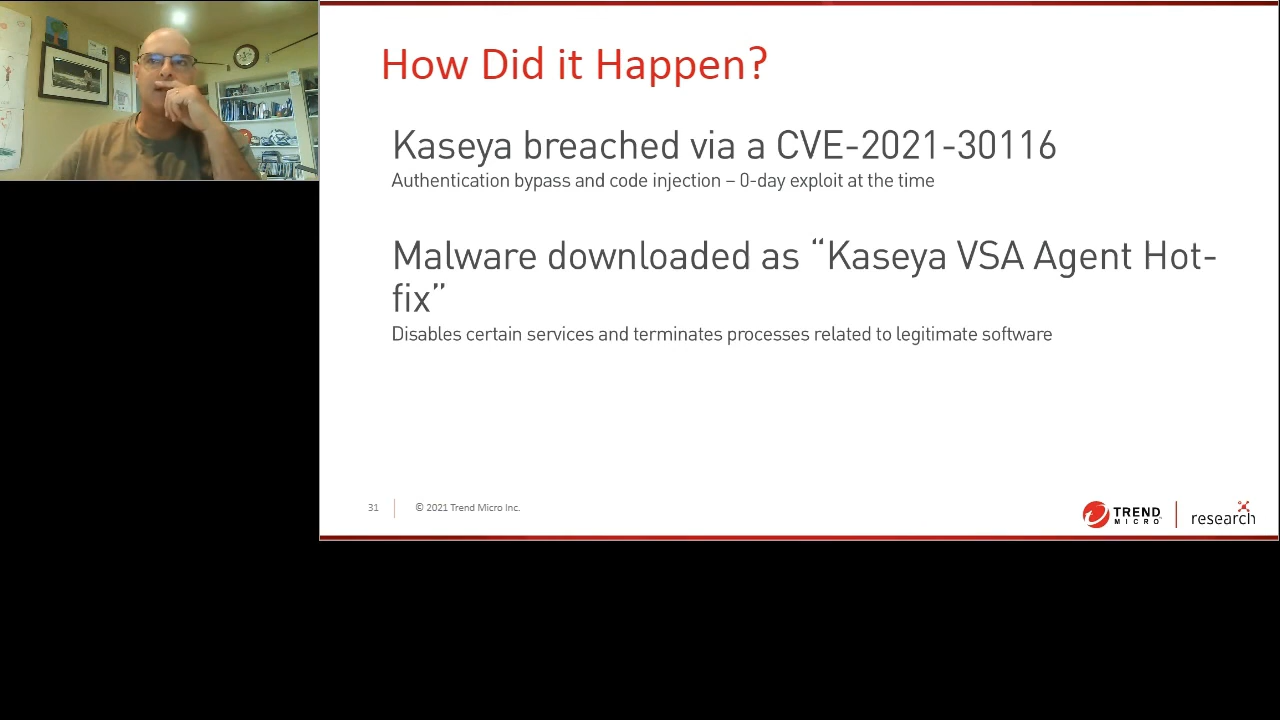 How Did it Happen?
Kaseya breached via a CVE-2021-30116
Authentication bypass and code injection – 0-day exploit at the time
Malware downloaded as “Kaseya VSA Agent Hot-
fix”
Disables certain services and terminates processes related to legitimate software
31
© 2021 Trend Micro Inc.
TREND
MICRO
research